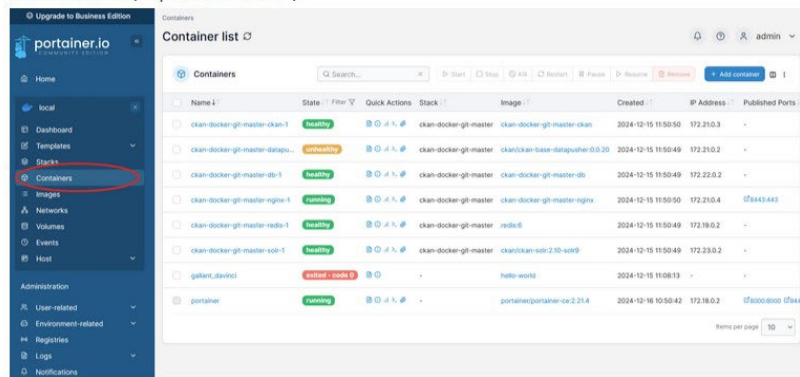 Upgrade to Business Edition
portainer.io
COMMUNITY EDITION
Home
local
Dashboard
Templates
Stacks
Containers
Images
Networks
Volumes
Events
Host
Administration
User-related
Environment-related
Registries
Logs
Notifications
Containers
Container list
admin
Containers
Search...
Start
Stop
Kill
Restart
Pause
Resume
Remove
+ Add container
Name State Filter Quick Actions Stack Image Created IP Address Published Ports
ckan-docker-git-master-ckan-1 healthy ckan-docker-git-master ckan-docker-git-master-ckan 2024-12-15 11:50:50 172.21.0.3 -
ckan-docker-git-master-datapu... unhealthy ckan-docker-git-master ckan/ckan-base-datapusher:0.0.20 2024-12-15 11:50:49 172.21.0.2 -
ckan-docker-git-master-db-1 healthy ckan-docker-git-master ckan-docker-git-master-db 2024-12-15 11:50:49 172.22.0.2 -
ckan-docker-git-master-nginx-1 running ckan-docker-git-master ckan-docker-git-master-nginx 2024-12-15 11:50:50 172.21.0.4 8443:443
ckan-docker-git-master-redis-1 healthy ckan-docker-git-master redis:6 2024-12-15 11:50:49 172.19.0.2 -
ckan-docker-git-master-solr-1 healthy ckan-docker-git-master ckan/ckan-solr:2.10-solr9 2024-12-15 11:50:49 172.23.0.2 -
gallant_davinci exited - code 0 - hello-world 2024-12-15 11:08:13 - -
portainer running - portainer/portainer-ce:2.21.4 2024-12-16 10:50:42 172.18.0.2 8000:8000
Items per page 10